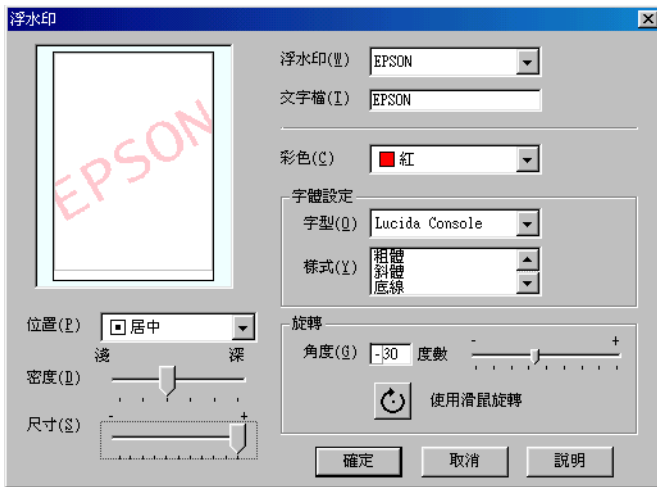 浮水印
EPSON
浮水印(W) EPSON
文字檔(T) EPSON
彩色(C) 紅
字體設定
字型(O) Lucida Console
樣式(Y) 粗體
斜體
底線
位置(P) 居中
淺 深
密度(D)
尺寸(S) - +
旋轉
角度(G) -30 度數 - +
使用滑鼠旋轉
確定 取消 說明